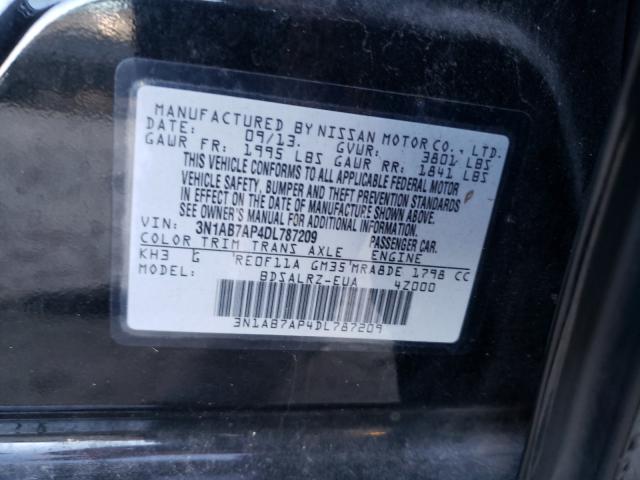 MANUFACTURED BY NISSAN MOTOR CO., LTD.
DATE: 09/13. GVWR: 3801 LBS
GAWR FR: 1995 LBS GAWR RR: 1841 LBS
THIS VEHICLE CONFORMS TO ALL APPLICABLE FEDERAL MOTOR
VEHICLE SAFETY, BUMPER AND THEFT PREVENTION STANDARDS
IN EFFECT ON THE DATE OF MANUFACTURE SHOWN ABOVE.
SEE OWNER'S MANUAL FOR ADDITIONAL INFORMATION.
VIN: 3N1AB7AP4DL787209 PASSENGER CAR.
COLOR TRIM TRANS AXLE ENGINE
KH3 G RE0F11A GM35 MRA8DE 1798 CC
MODEL: BDSALRZ-EUA 4Z000
3N1AB7AP4DL787209